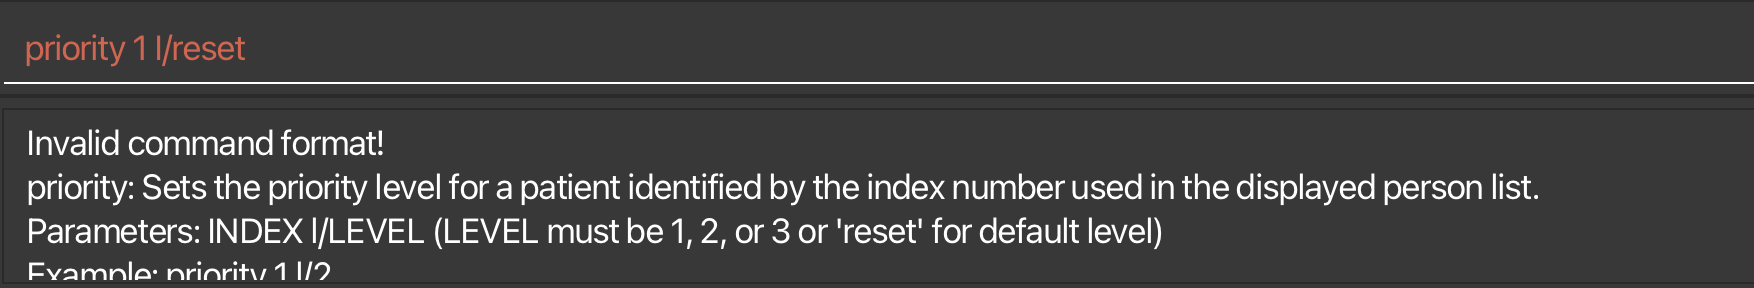 priority 1 l/reset
Invalid command format!
priority: Sets the priority level for a patient identified by the index number used in the displayed person list.
Parameters: INDEX l/LEVEL (LEVEL must be 1, 2, or 3 or 'reset' for default level)
Example: priority 1 l/2